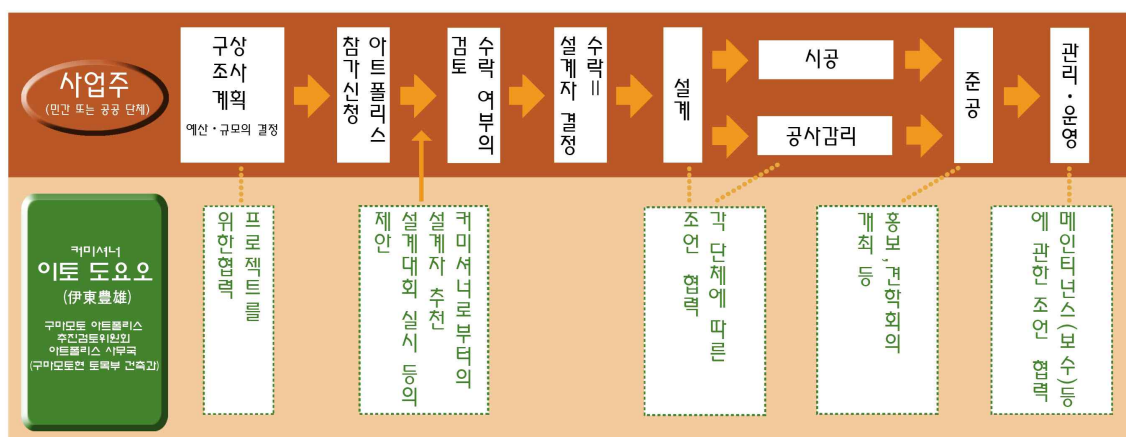 사업주
(민간 또는 공공 단체)
구상
조사
계획
예산・규모의 결정
아트폴리스
참가신청
수락 여부의
검토
수락=
설계자 결정
설계
시공
공사감리
준공
관리・운영
커미셔너
이토 도요오
(伊東豊雄)
구마모토 아트폴리스
추진검토위원회
아트폴리스 사무국
(구마모토현 토목부 건축과)
프로젝트를
위한협력
커미셔너로부터의
설계자 추천
설계대회 실시 등의
제안
각 단체에 따른
조언 협력
홍보,견학회의
개최 등
메인티넌스(보수)등
에 관한 조언 협력